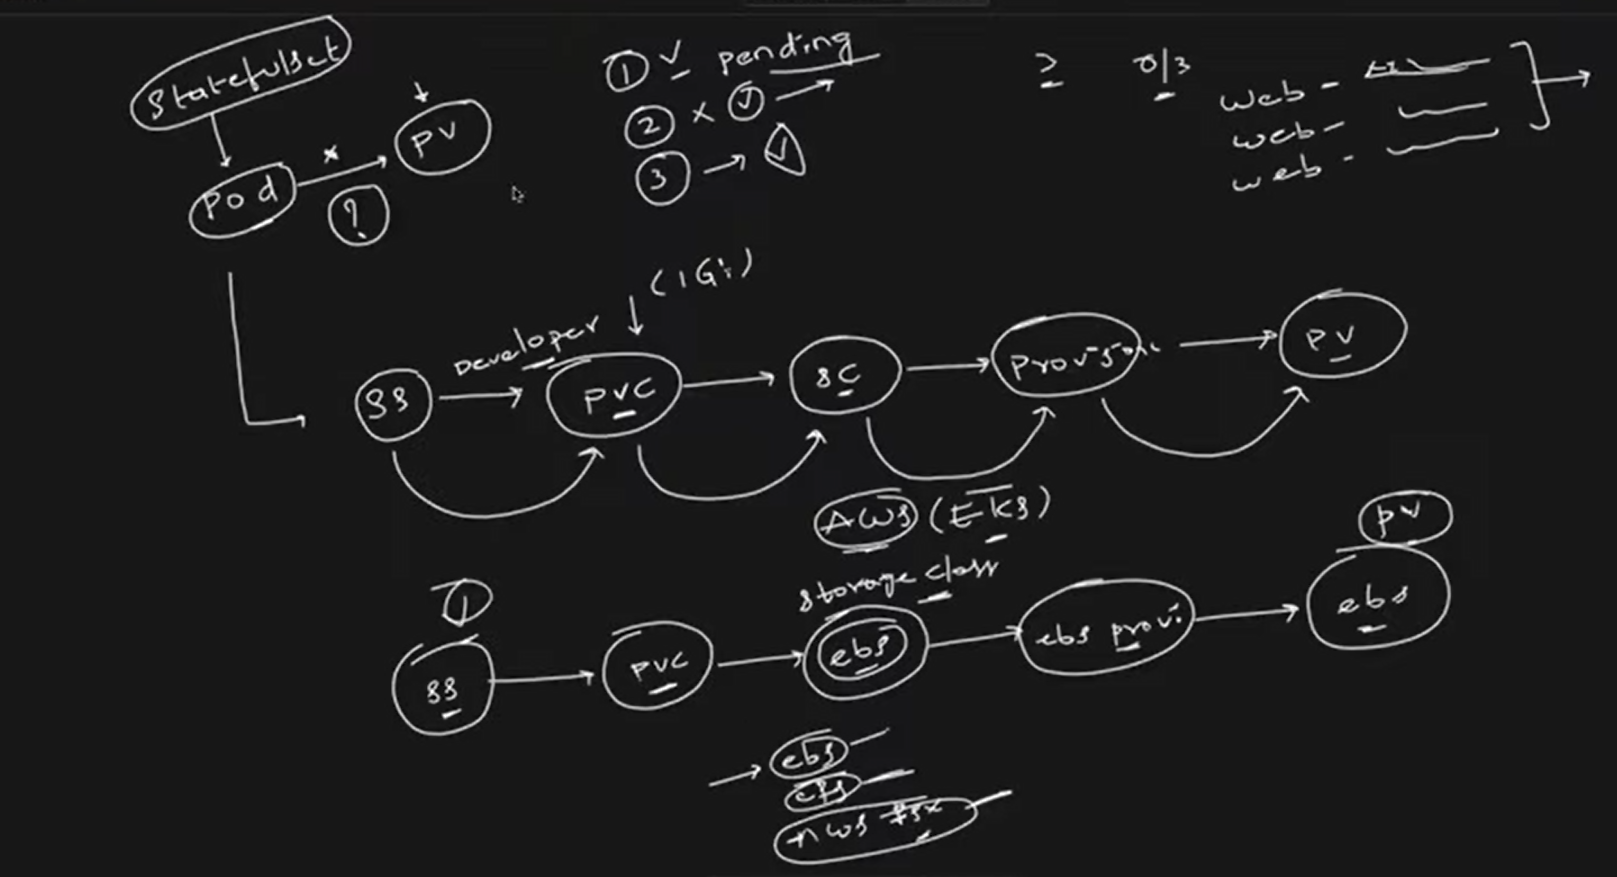 Statefulset
Pod
×
?
PV
① ✓ pending
② × ✓
③
0/3
web -
web -
web -
(1Gi)
Developer
SS
PVC
SC
PV
AWS (EKS)
storage class
①
SS
PVC
ebs
ebs provi.
PV
ebs
ebs
efs